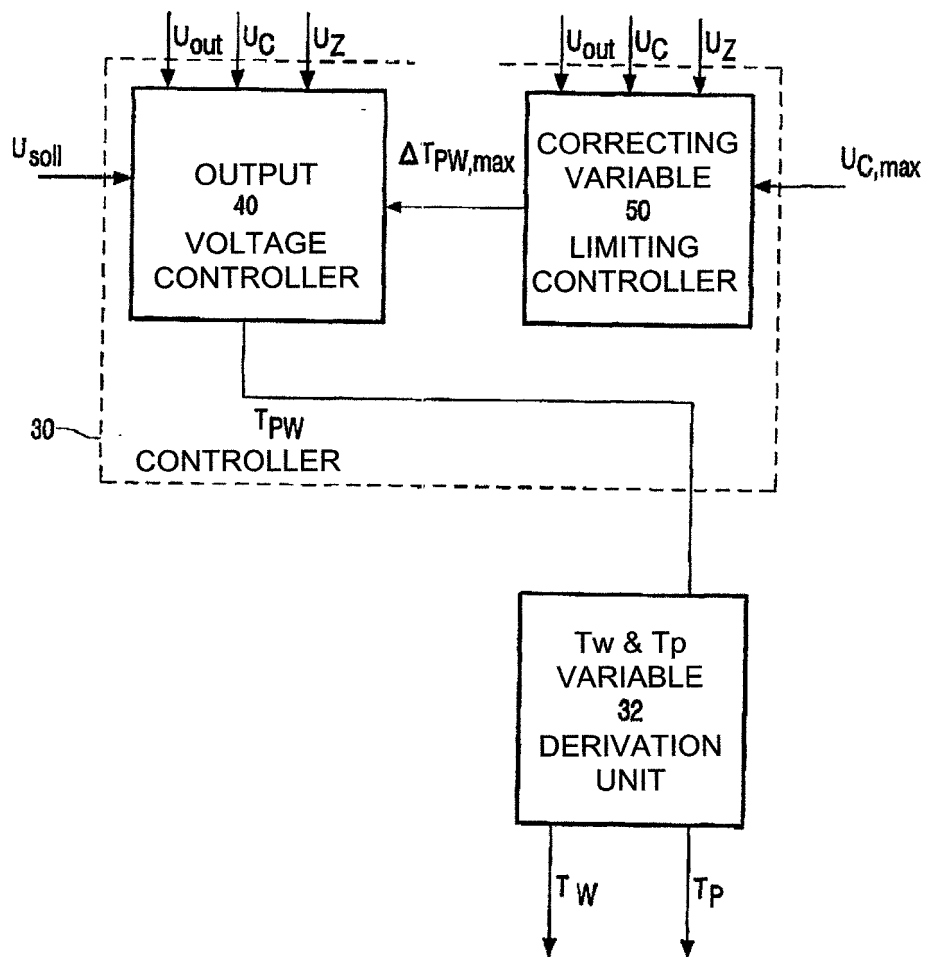 U_out U_C U_Z
U_out U_C U_Z
U_soll
OUTPUT
40
VOLTAGE
CONTROLLER
Δ T_PW,max
CORRECTING
VARIABLE
50
LIMITING
CONTROLLER
U_C,max
30
T_PW
CONTROLLER
Tw & Tp
VARIABLE
32
DERIVATION
UNIT
T_W
T_P